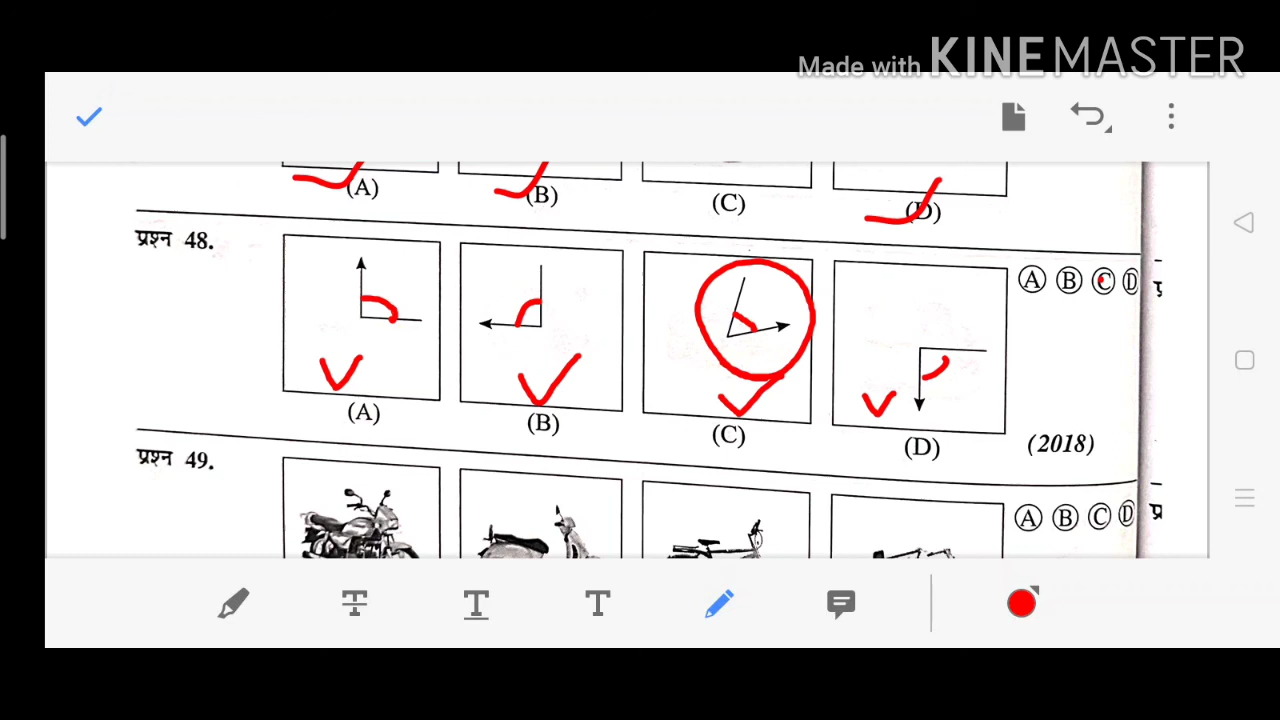 Made with KINEMASTER
(A) (B) (C) (D)
प्रश्न 48.
A B C D
(A) (B) (C) (D)
(2018)
प्रश्न 49.
A B C D
T T T